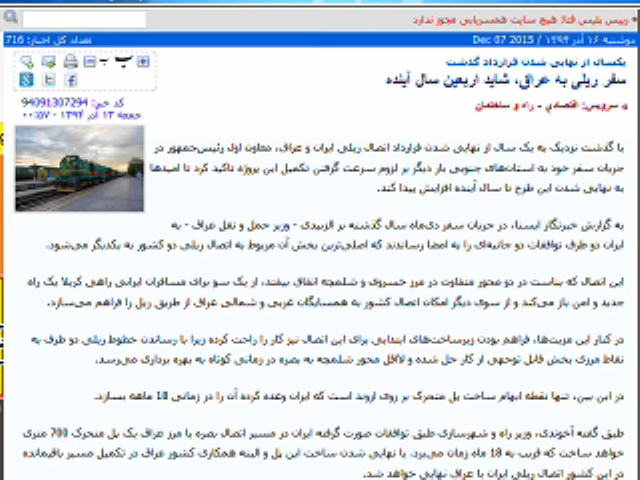 رییس پلیس فتا: هیچ سایت همسریابی مجوز ندارد
دوشنبه ۱۶ آذر ۱۳۹۴ / Dec 07 2015
تعداد کل اخبار: 716
یکسال از نهایی شدن قرارداد گذشت
سفر ریلی به عراق، شاید اربعین سال آینده
سرویس: اقتصادی - راه و ساختمان
کد خبر: 94091307294
جمعه ۱۳ آذر ۱۳۹۴ - ۰۰:۵۷
با گذشت نزدیک به یک سال از نهایی شدن قرارداد اتصال ریلی ایران و عراق، معاون اول رئیس‌جمهور در
جریان سفر خود به استان‌های جنوبی بار دیگر بر لزوم سرعت گرفتن تکمیل این پروژه تاکید کرد تا امیدها
به نهایی شدن این طرح تا سال آینده افزایش پیدا کند.
به گزارش خبرنگار ایسنا، در جریان سفر دی‌ماه سال گذشته بر الزبیدی - وزیر حمل و نقل عراق - به
ایران دو طرف توافقات دو جانبه‌ای را به امضا رساندند که اصلی‌ترین بخش آن مربوط به اتصال ریلی دو کشور به یکدیگر می‌شود.
این اتصال که بناست در دو محور متفاوت در مرز خسروی و شلمچه اتفاق بیفتد، از یک سو برای مسافران ایرانی راهی کربلا یک راه
جدید و امن باز می‌کند و از سوی دیگر امکان اتصال کشور به همسایگان غربی و شمالی عراق از طریق ریل را فراهم می‌سازد.
در کنار این مزیت‌ها، فراهم بودن زیرساخت‌های ابتدایی برای این اتصال نیز کار را راحت کرده زیرا با رساندن خطوط ریلی دو طرف به
نقاط مرزی بخش قابل توجهی از کار حل شده و لااقل محور شلمچه به بصره در زمانی کوتاه به بهره برداری می‌رسد.
در این بین، تنها نقطه ابهام ساخت پل متحرک بر روی اروند است که ایران وعده کرده آن را در زمانی 18 ماهه بسازد.
طبق گفته آخوندی، وزیر راه و شهرسازی طبق توافقات صورت گرفته ایران در مسیر اتصال بصره با مرز عراق یک پل متحرک 700 متری
خواهد ساخت که قریب به 18 ماه زمان می‌برد. با نهایی شدن ساخت این پل و البته همکاری کشور عراق در تکمیل مسیر باقیمانده
در این کشور اتصال ریلی ایران با عراق نهایی خواهد شد.